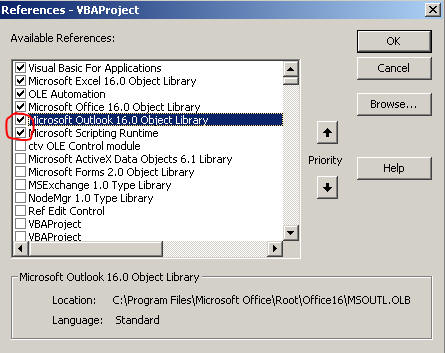 References - VBAProject
Available References:
OK
Visual Basic For Applications
Microsoft Excel 16.0 Object Library
OLE Automation
Microsoft Office 16.0 Object Library
Microsoft Outlook 16.0 Object Library
Microsoft Scripting Runtime
ctv OLE Control module
Microsoft ActiveX Data Objects 6.1 Library
Microsoft Forms 2.0 Object Library
MSExchange 1.0 Type Library
NodeMgr 1.0 Type Library
Ref Edit Control
VBAProject
VBAProject
Cancel
Browse...
Priority
Help
Microsoft Outlook 16.0 Object Library
Location: C:\Program Files\Microsoft Office\Root\Office16\MSOUTL.OLB
Language: Standard